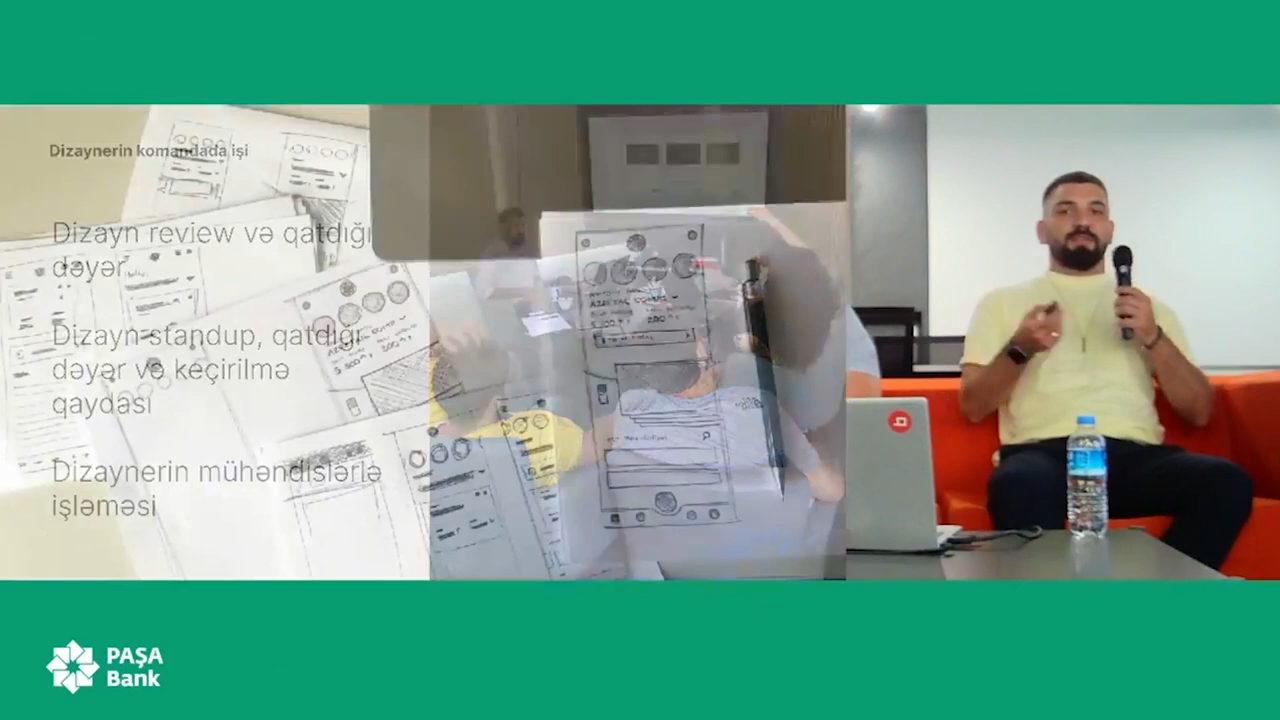 Dizaynerin komandada işi
Dizayn review və qatdığı
dəyər
Dizayn-standup, qatdığı
dəyər və keçirilmə
qaydası
Dizaynerin mühəndislərlə
işləməsi
PAŞA
Bank